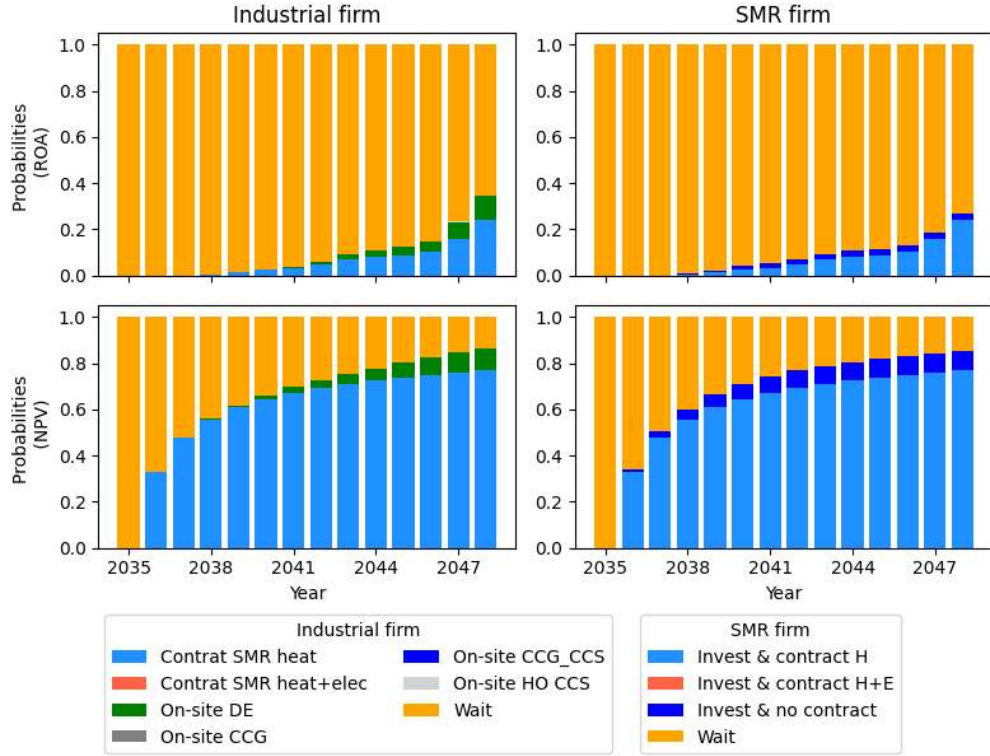 Industrial firm
SMR firm
Probabilities
(ROA)
1.0
0.8
0.6
0.4
0.2
0.0
Probabilities
(NPV)
1.0
0.8
0.6
0.4
0.2
0.0
1.0
0.8
0.6
0.4
0.2
0.0
1.0
0.8
0.6
0.4
0.2
0.0
2035 2038 2041 2044 2047
Year
2035 2038 2041 2044 2047
Year
Industrial firm
Contrat SMR heat
Contrat SMR heat+elec
On-site DE
On-site CCG
On-site CCG_CCS
On-site HO CCS
Wait
SMR firm
Invest & contract H
Invest & contract H+E
Invest & no contract
Wait